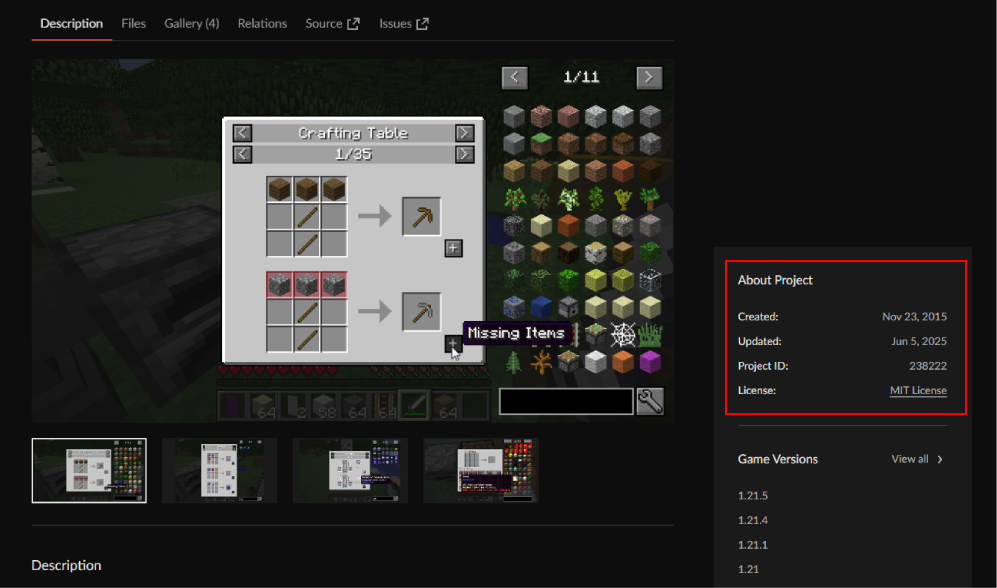 Description Files Gallery (4) Relations Source Issues
1/11
Crafting Table
1/35
Missing Items
64 2 58 64 64 64
About Project
Created: Nov 23, 2015
Updated: Jun 5, 2025
Project ID: 238222
License: MIT License
Game Versions View all
1.21.5
1.21.4
1.21.1
1.21
Description